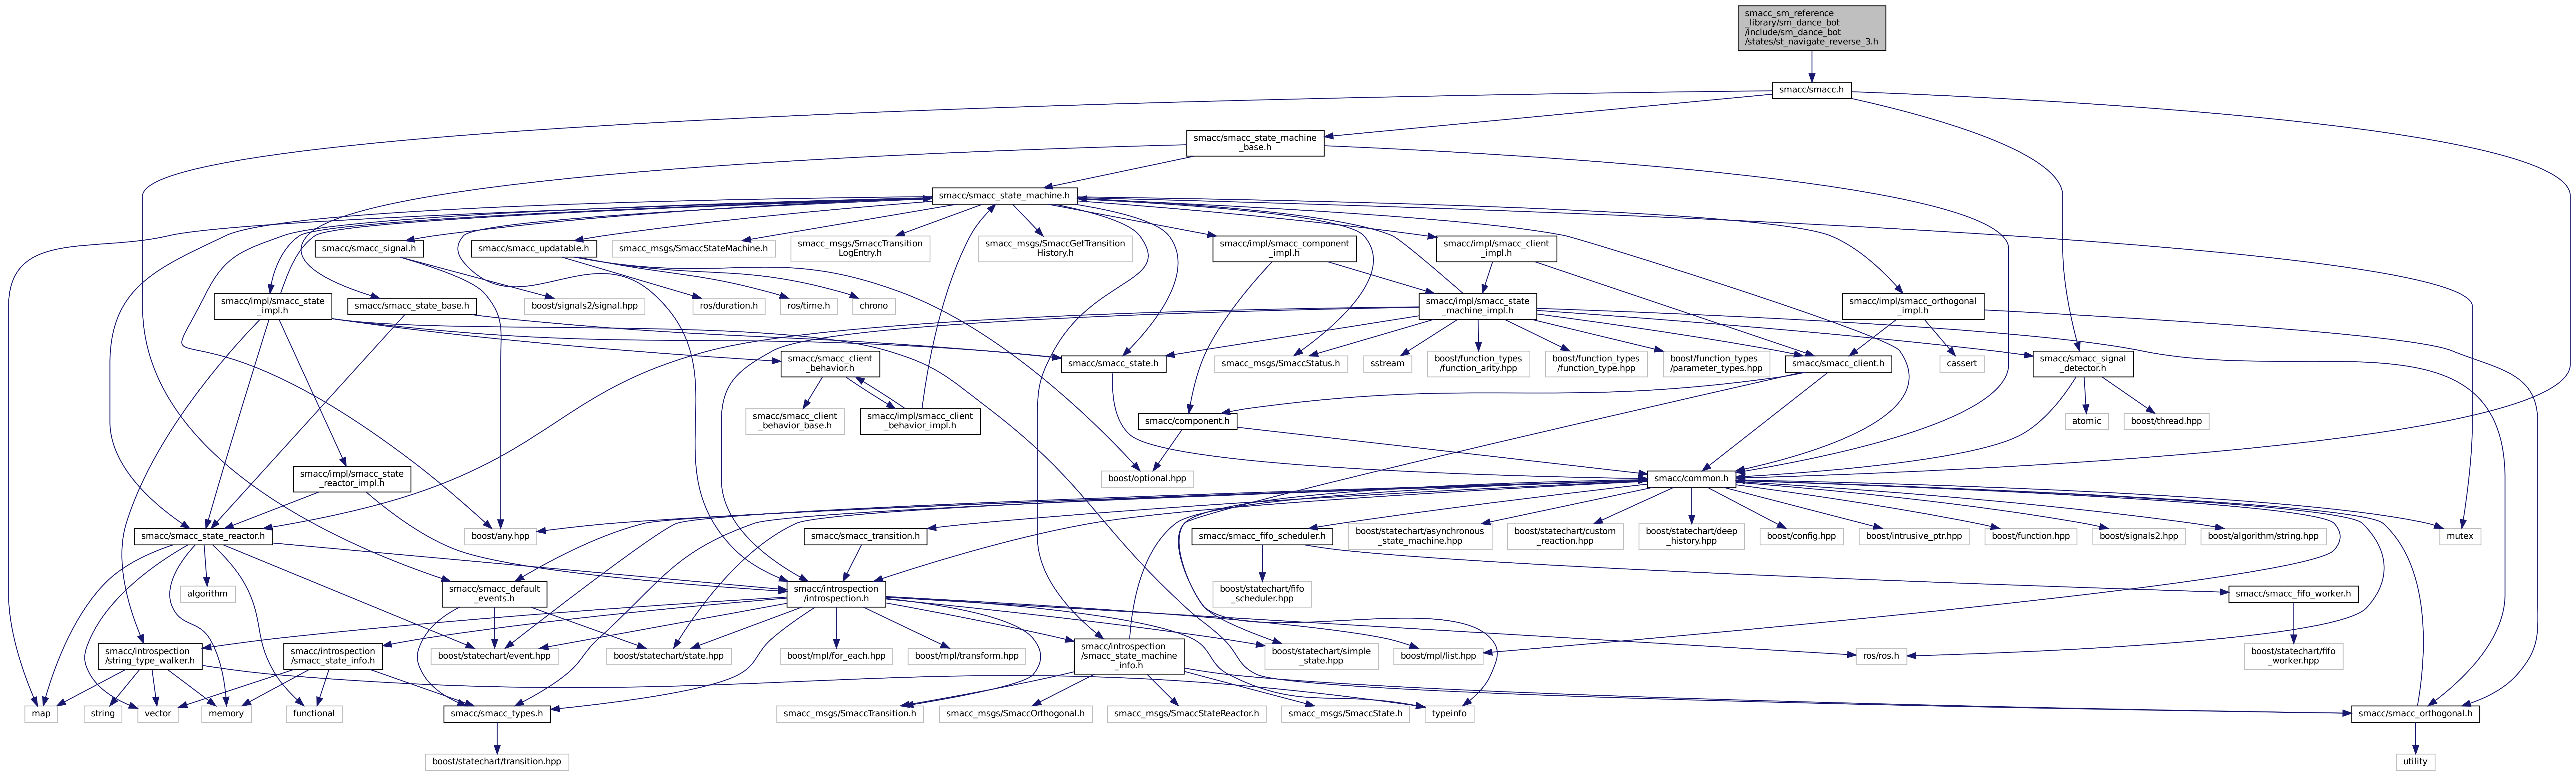 smacc_sm_reference
_library/sm_dance_bot
/include/sm_dance_bot
/states/st_navigate_reverse_3.h
smacc/smacc.h
smacc/smacc_state_machine
_base.h
smacc/smacc_state_machine.h
smacc/smacc_signal.h
smacc/smacc_updatable.h
smacc_msgs/SmaccStateMachine.h
smacc_msgs/SmaccTransition
LogEntry.h
smacc_msgs/SmaccGetTransition
History.h
smacc/impl/smacc_component
_impl.h
smacc/impl/smacc_client
_impl.h
smacc/impl/smacc_state
_impl.h
smacc/smacc_state_base.h
boost/signals2/signal.hpp
ros/duration.h
ros/time.h
chrono
smacc/impl/smacc_state
_machine_impl.h
smacc/impl/smacc_orthogonal
_impl.h
smacc/smacc_client
_behavior.h
smacc/smacc_state.h
smacc_msgs/SmaccStatus.h
sstream
boost/function_types
/function_arity.hpp
boost/function_types
/function_type.hpp
boost/function_types
/parameter_types.hpp
smacc/smacc_client.h
cassert
smacc/smacc_signal
_detector.h
smacc/smacc_client
_behavior_base.h
smacc/impl/smacc_client
_behavior_impl.h
smacc/component.h
atomic
boost/thread.hpp
smacc/impl/smacc_state
_reactor_impl.h
boost/optional.hpp
smacc/common.h
smacc/smacc_state_reactor.h
boost/any.hpp
smacc/smacc_transition.h
smacc/smacc_fifo_scheduler.h
boost/statechart/asynchronous
_state_machine.hpp
boost/statechart/custom
_reaction.hpp
boost/statechart/deep
_history.hpp
boost/config.hpp
boost/intrusive_ptr.hpp
boost/function.hpp
boost/signals2.hpp
boost/algorithm/string.hpp
mutex
algorithm
smacc/smacc_default
_events.h
smacc/introspection
/introspection.h
boost/statechart/fifo
_scheduler.hpp
smacc/smacc_fifo_worker.h
smacc/introspection
/string_type_walker.h
smacc/introspection
/smacc_state_info.h
boost/statechart/event.hpp
boost/statechart/state.hpp
boost/mpl/for_each.hpp
boost/mpl/transform.hpp
smacc/introspection
/smacc_state_machine
_info.h
boost/statechart/simple
_state.hpp
boost/mpl/list.hpp
ros/ros.h
boost/statechart/fifo
_worker.hpp
map
string
vector
memory
functional
smacc/smacc_types.h
smacc_msgs/SmaccTransition.h
smacc_msgs/SmaccOrthogonal.h
smacc_msgs/SmaccStateReactor.h
smacc_msgs/SmaccState.h
typeinfo
smacc/smacc_orthogonal.h
boost/statechart/transition.hpp
utility